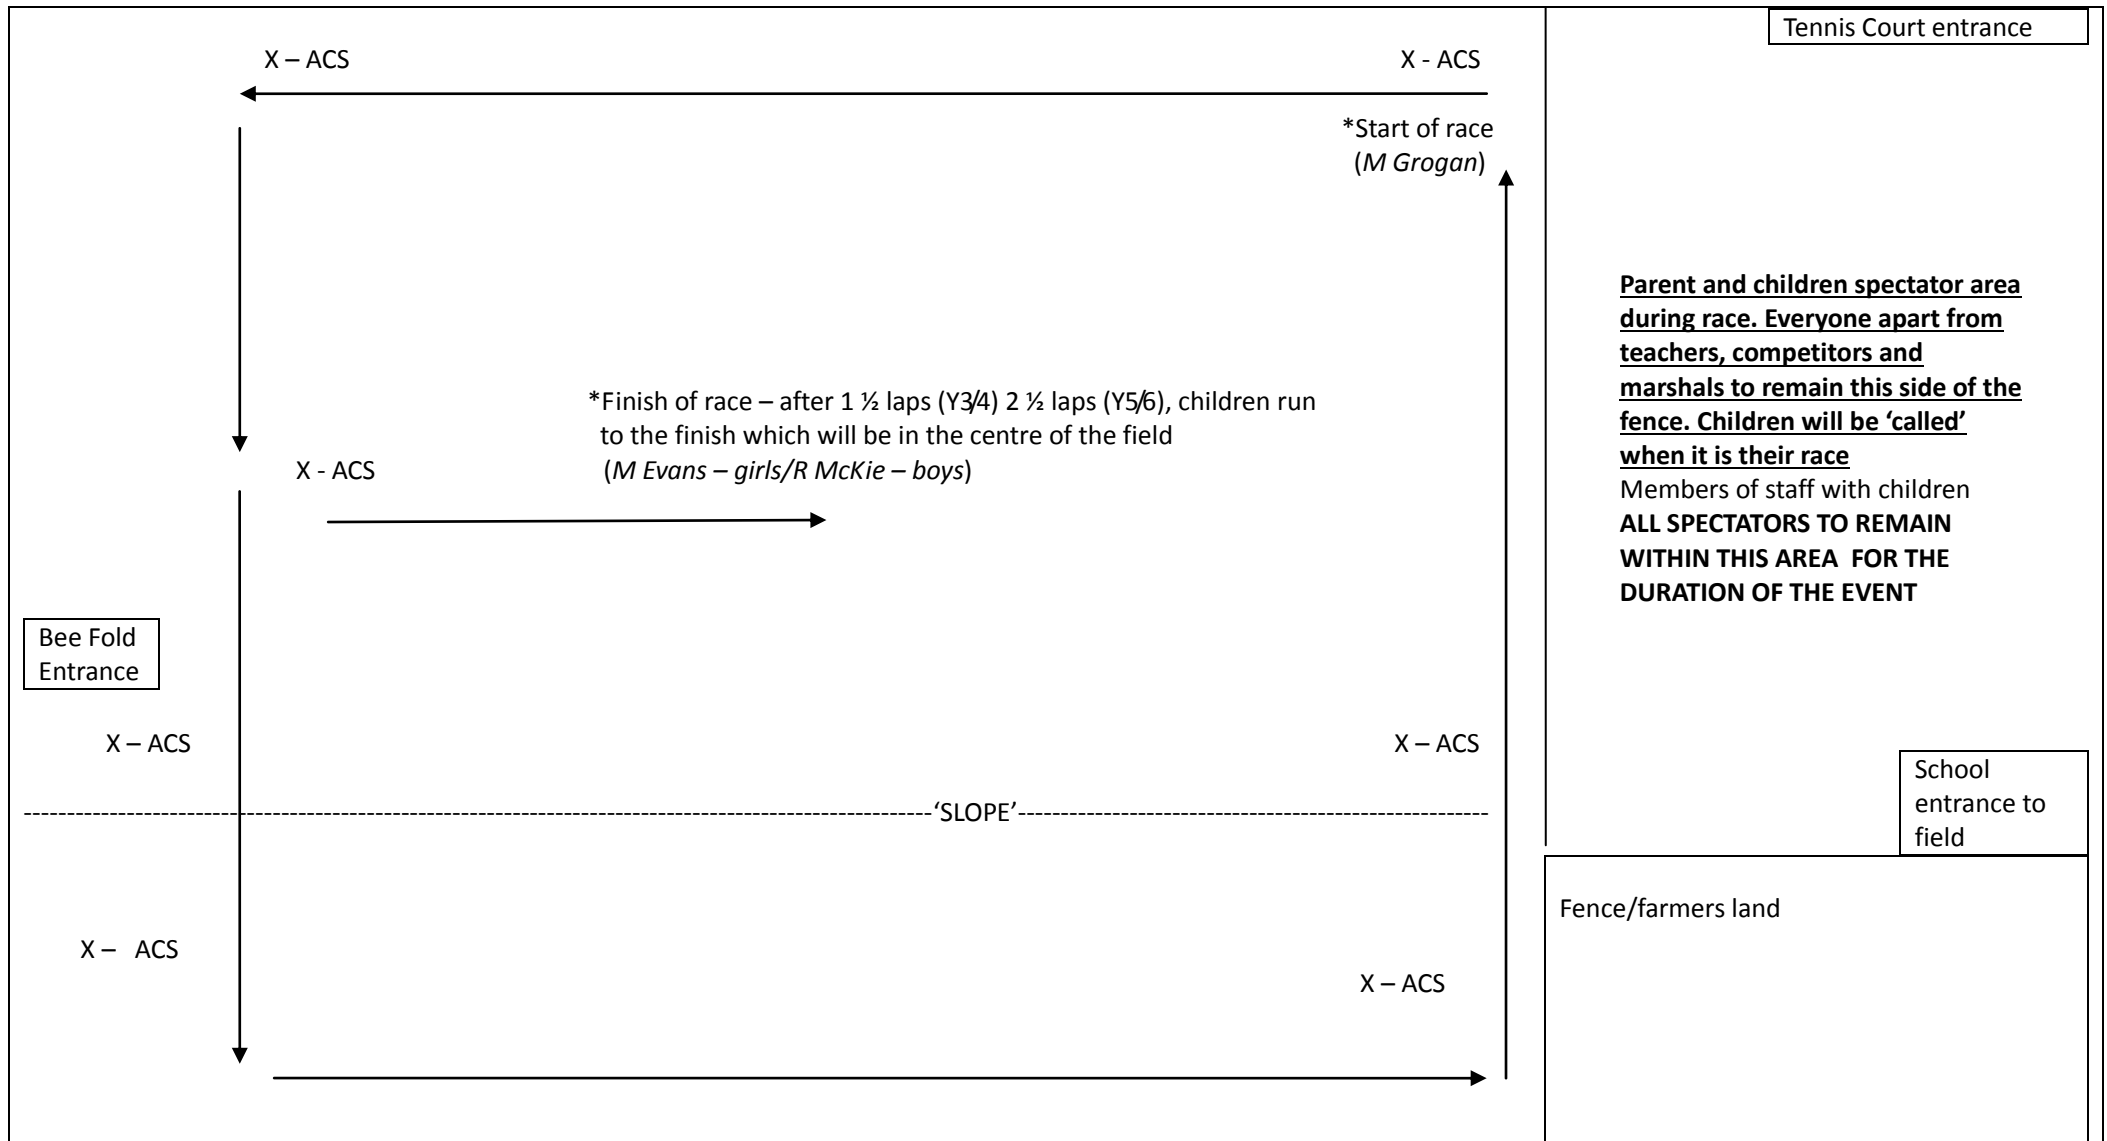 Tennis Court entrance
X – ACS
X - ACS
*Start of race
(M Grogan)
Parent and children spectator area
during race. Everyone apart from
teachers, competitors and
marshals to remain this side of the
fence. Children will be ‘called’
when it is their race
Members of staff with children
ALL SPECTATORS TO REMAIN
WITHIN THIS AREA FOR THE
DURATION OF THE EVENT
*Finish of race – after 1 ½ laps (Y3/4) 2 ½ laps (Y5/6), children run
to the finish which will be in the centre of the field
(M Evans – girls/R McKie – boys)
X - ACS
Bee Fold
Entrance
X – ACS
X – ACS
School
entrance to
field
‘SLOPE’
Fence/farmers land
X – ACS
X – ACS